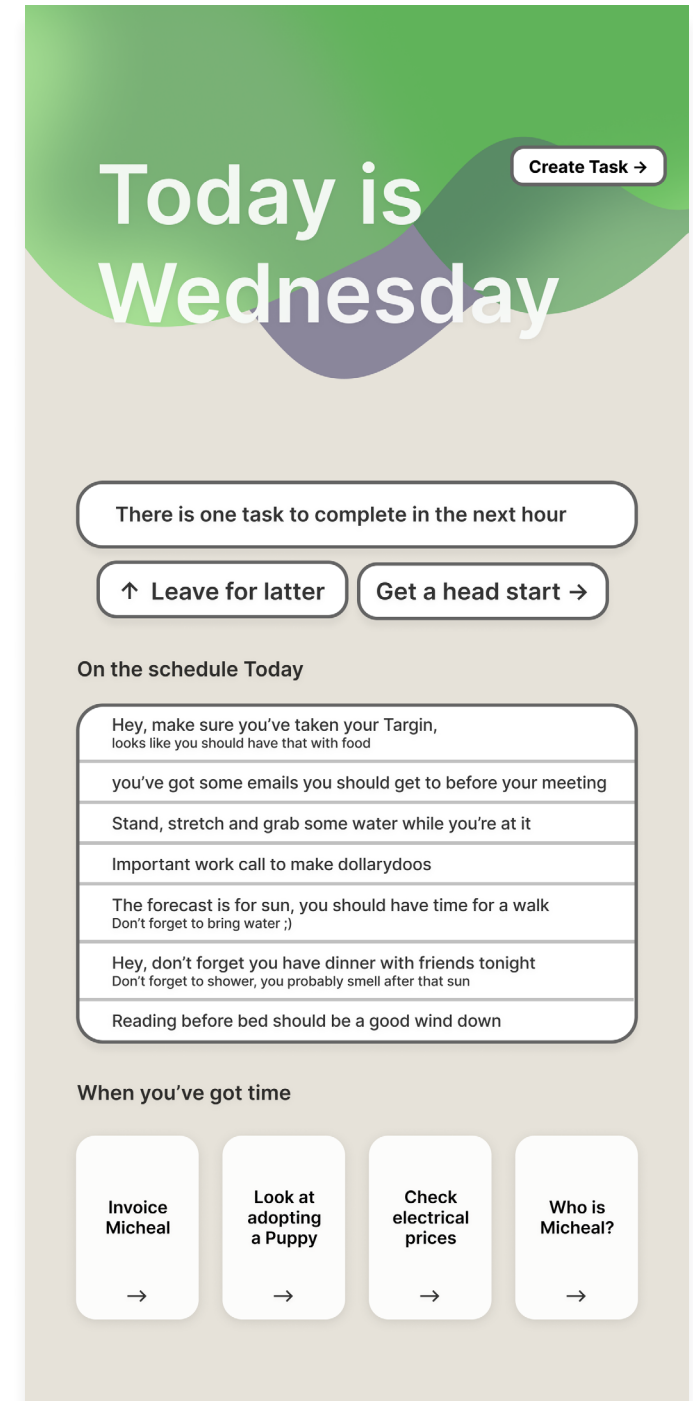 Today is
Wednesday
Create Task →
There is one task to complete in the next hour
↑ Leave for latter
Get a head start →
On the schedule Today
Hey, make sure you’ve taken your Targin,
looks like you should have that with food
you’ve got some emails you should get to before your meeting
Stand, stretch and grab some water while you’re at it
Important work call to make dollarydoos
The forecast is for sun, you should have time for a walk
Don’t forget to bring water ;)
Hey, don’t forget you have dinner with friends tonight
Don’t forget to shower, you probably smell after that sun
Reading before bed should be a good wind down
When you’ve got time
Invoice
Micheal
→
Look at
adopting
a Puppy
→
Check
electrical
prices
→
Who is
Micheal?
→